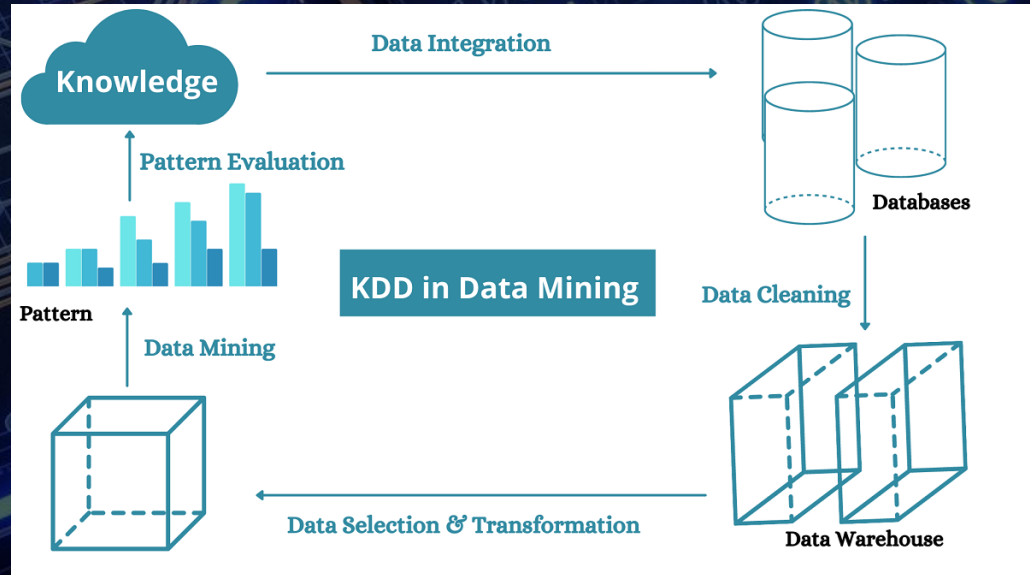 Data Integration
Knowledge
Pattern Evaluation
Databases
KDD in Data Mining
Data Cleaning
Pattern
Data Mining
Data Selection & Transformation
Data Warehouse